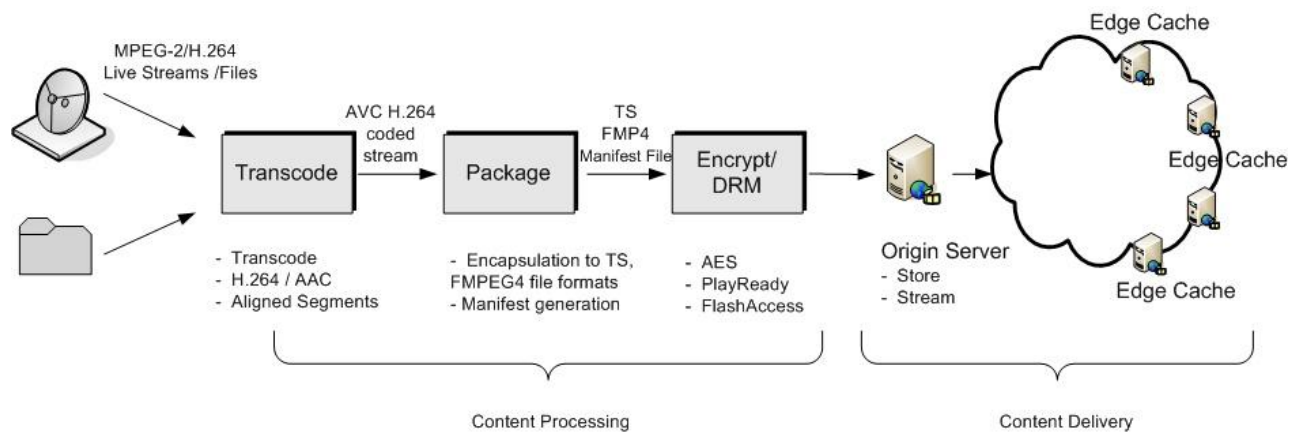 MPEG-2/H.264
Live Streams /Files
AVC H.264
coded
stream
TS
FMP4
Manifest File
Edge Cache
Edge Cache
Edge Cache
Transcode
Package
Encrypt/
DRM
- Transcode
- H.264 / AAC
- Aligned Segments
- Encapsulation to TS,
FMPEG4 file formats
- Manifest generation
- AES
- PlayReady
- FlashAccess
Origin Server
- Store
- Stream
Content Processing
Content Delivery